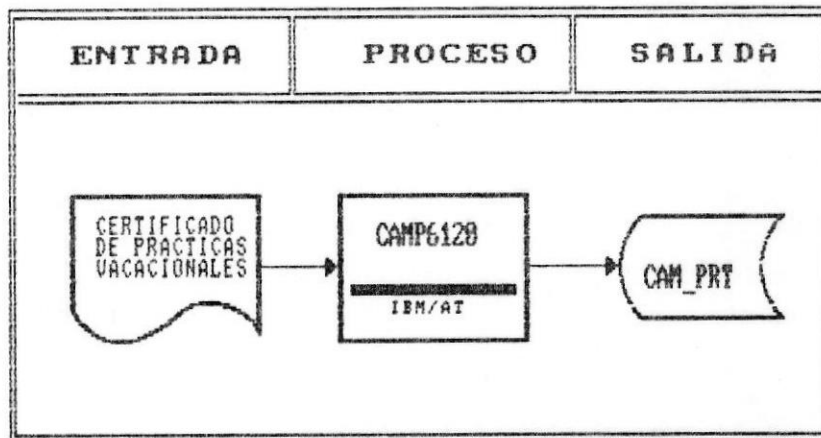 ENTRADA PROCESO SALIDA
CERTIFICADO
DE PRACTICAS
VACACIONALES
CAMP6120
IBM/AT
CAM_PRT